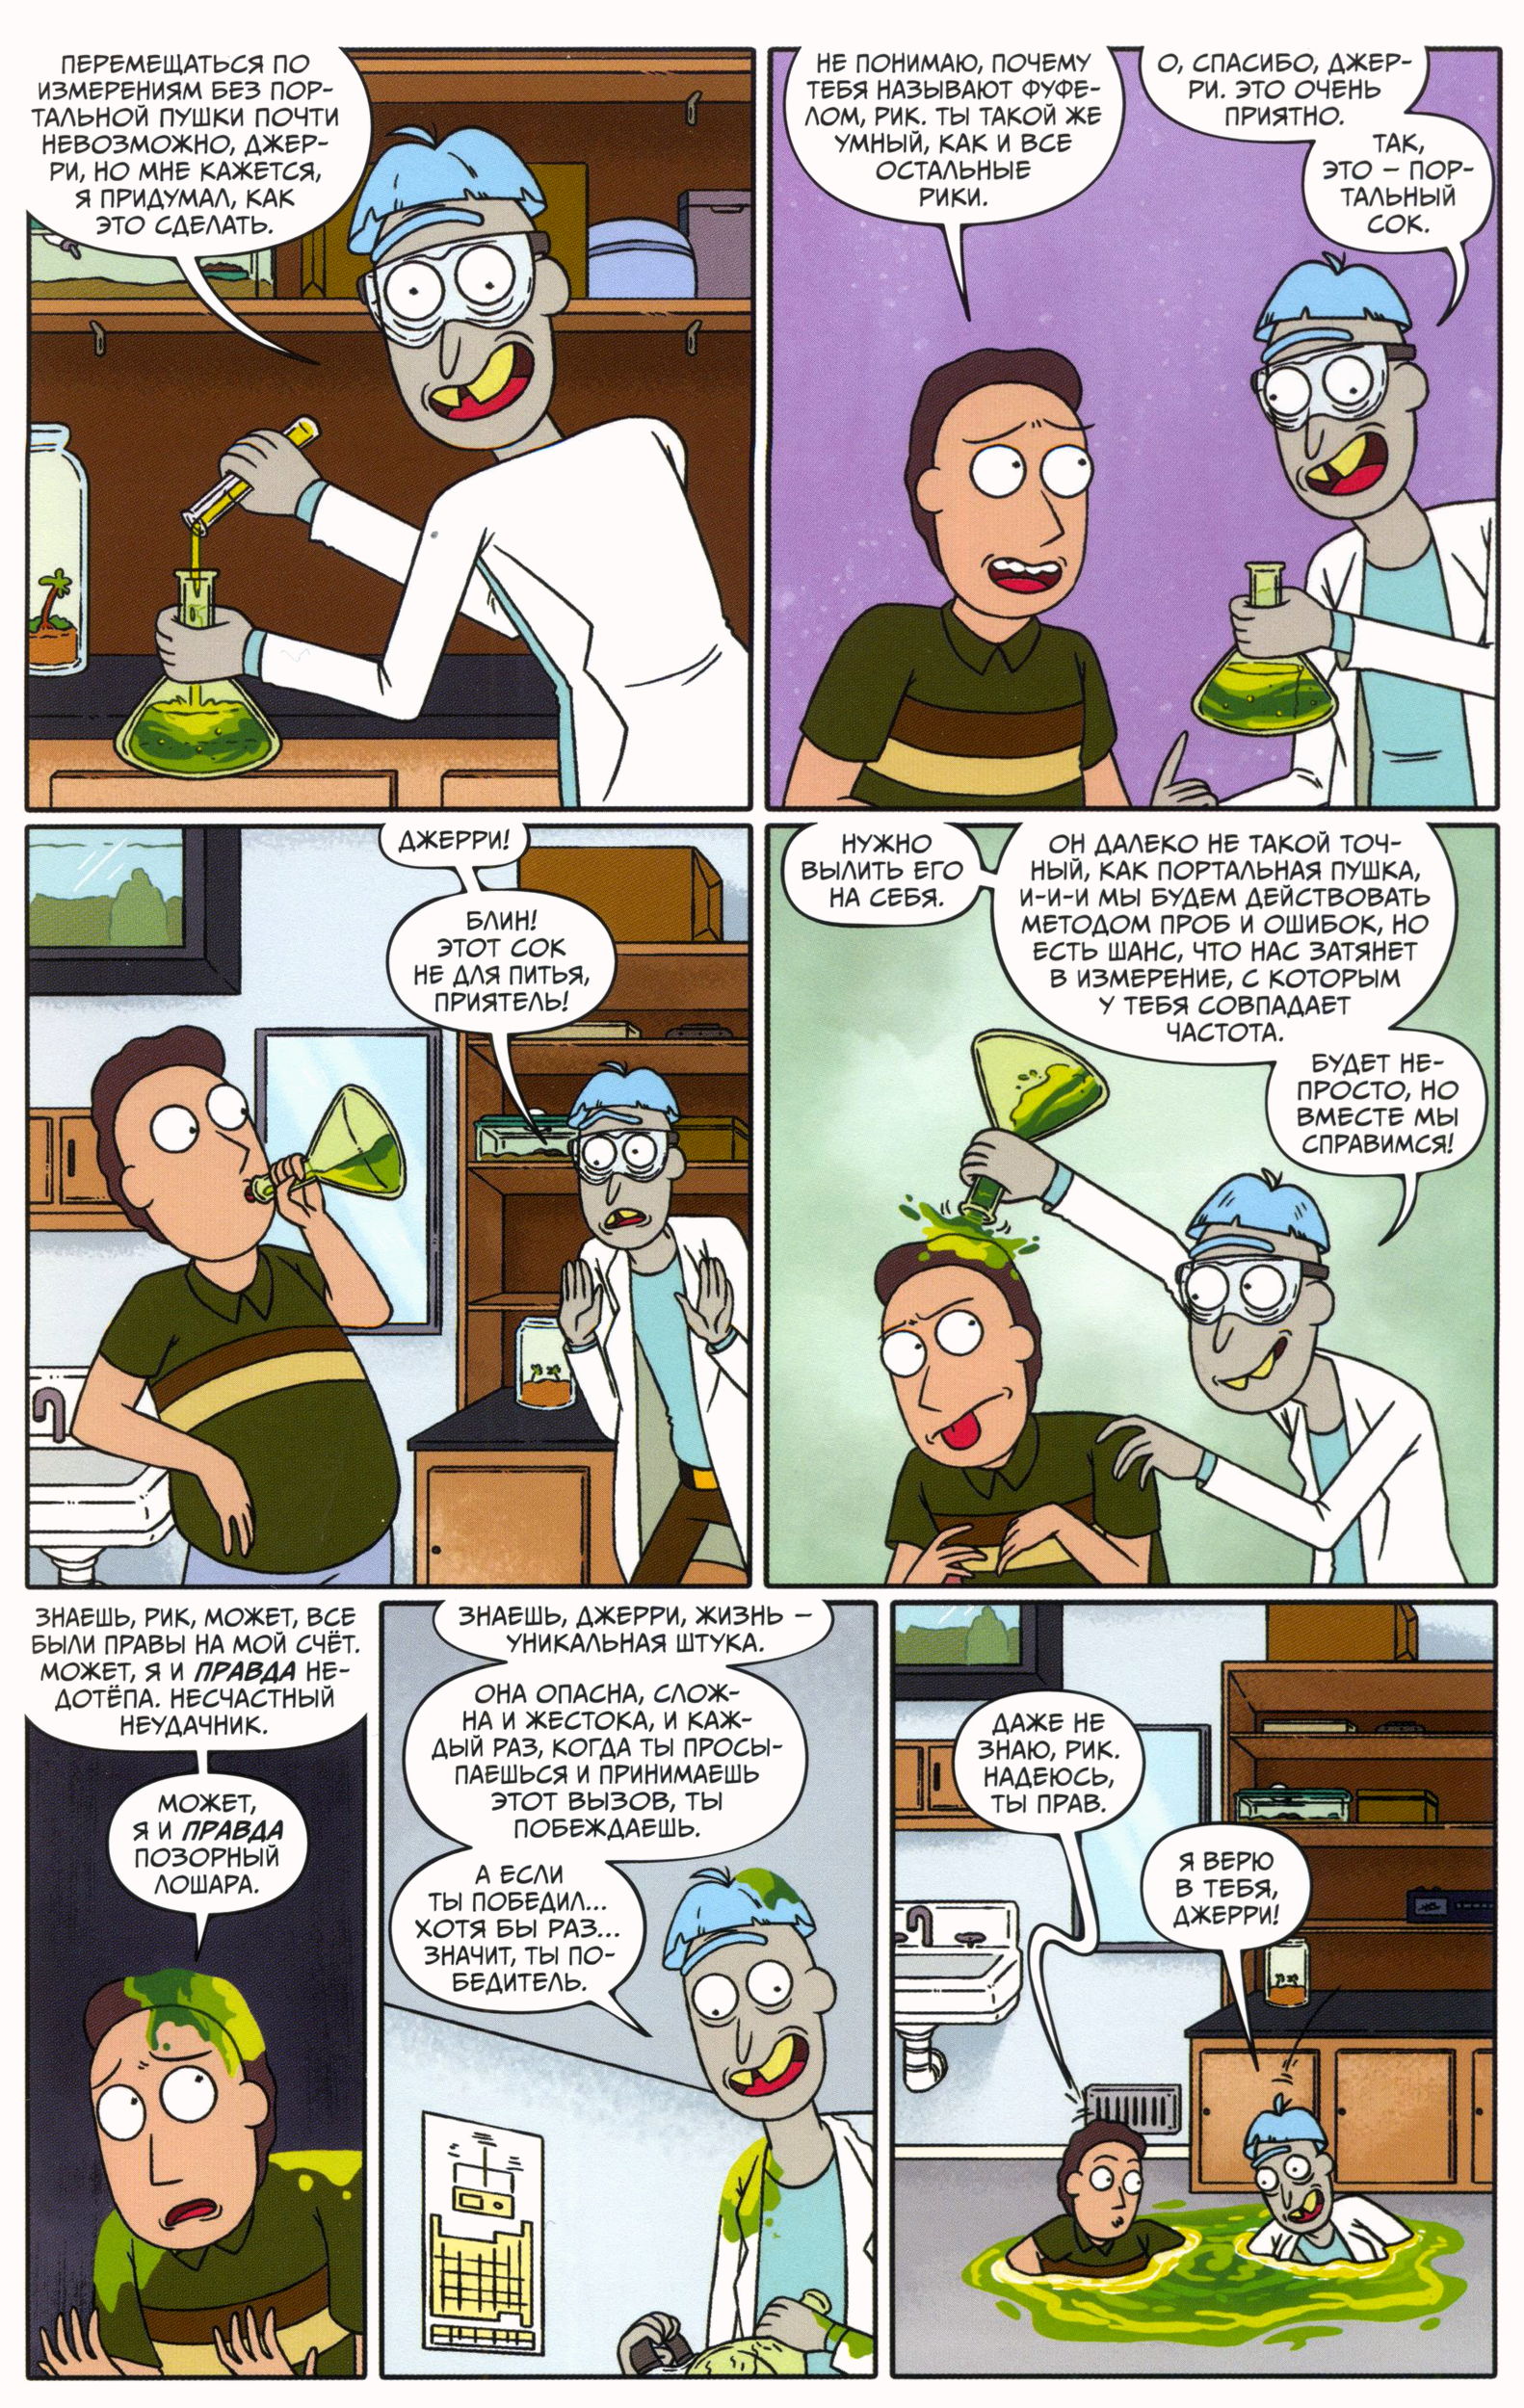 ПЕРЕМЕЩАТЬСЯ ПО
ИЗМЕРЕНИЯМ БЕЗ ПОР-
ТАЛЬНОЙ ПУШКИ ПОЧТИ
НЕВОЗМОЖНО, ДЖЕР-
РИ, НО МНЕ КАЖЕТСЯ,
Я ПРИДУМАЛ, КАК
ЭТО СДЕЛАТЬ.
НЕ ПОНИМАЮ, ПОЧЕМУ
ТЕБЯ НАЗЫВАЮТ ФУФЕ-
ЛОМ, РИК. ТЫ ТАКОЙ ЖЕ
УМНЫЙ, КАК И ВСЕ
ОСТАЛЬНЫЕ
РИКИ.
О, СПАСИБО, ДЖЕР-
РИ. ЭТО ОЧЕНЬ
ПРИЯТНО.
ТАК,
ЭТО – ПОР-
ТАЛЬНЫЙ
СОК.
ДЖЕРРИ!
БЛИН!
ЭТОТ СОК
НЕ ДЛЯ ПИТЬЯ,
ПРИЯТЕЛЬ!
НУЖНО
ВЫЛИТЬ ЕГО
НА СЕБЯ.
ОН ДАЛЕКО НЕ ТАКОЙ ТОЧ-
НЫЙ, КАК ПОРТАЛЬНАЯ ПУШКА,
И-И-И МЫ БУДЕМ ДЕЙСТВОВАТЬ
МЕТОДОМ ПРОБ И ОШИБОК, НО
ЕСТЬ ШАНС, ЧТО НАС ЗАТЯНЕТ
В ИЗМЕРЕНИЕ, С КОТОРЫМ
У ТЕБЯ СОВПАДАЕТ
ЧАСТОТА.
БУДЕТ НЕ-
ПРОСТО, НО
ВМЕСТЕ МЫ
СПРАВИМСЯ!
ЗНАЕШЬ, РИК, МОЖЕТ, ВСЕ
БЫЛИ ПРАВЫ НА МОЙ СЧЁТ.
МОЖЕТ, Я И ПРАВДА НЕ-
ДОТЁПА. НЕСЧАСТНЫЙ
НЕУДАЧНИК.
МОЖЕТ,
Я И ПРАВДА
ПОЗОРНЫЙ
ЛОШАРА.
ЗНАЕШЬ, ДЖЕРРИ, ЖИЗНЬ –
УНИКАЛЬНАЯ ШТУКА.
ОНА ОПАСНА, СЛОЖ-
НА И ЖЕСТОКА, И КАЖ-
ДЫЙ РАЗ, КОГДА ТЫ ПРОСЫ-
ПАЕШЬСЯ И ПРИНИМАЕШЬ
ЭТОТ ВЫЗОВ, ТЫ
ПОБЕЖДАЕШЬ.
А ЕСЛИ
ТЫ ПОБЕДИЛ...
ХОТЯ БЫ РАЗ...
ЗНАЧИТ, ТЫ ПО-
БЕДИТЕЛЬ.
ДАЖЕ НЕ
ЗНАЮ, РИК.
НАДЕЮСЬ,
ТЫ ПРАВ.
Я ВЕРЮ
В ТЕБЯ,
ДЖЕРРИ!